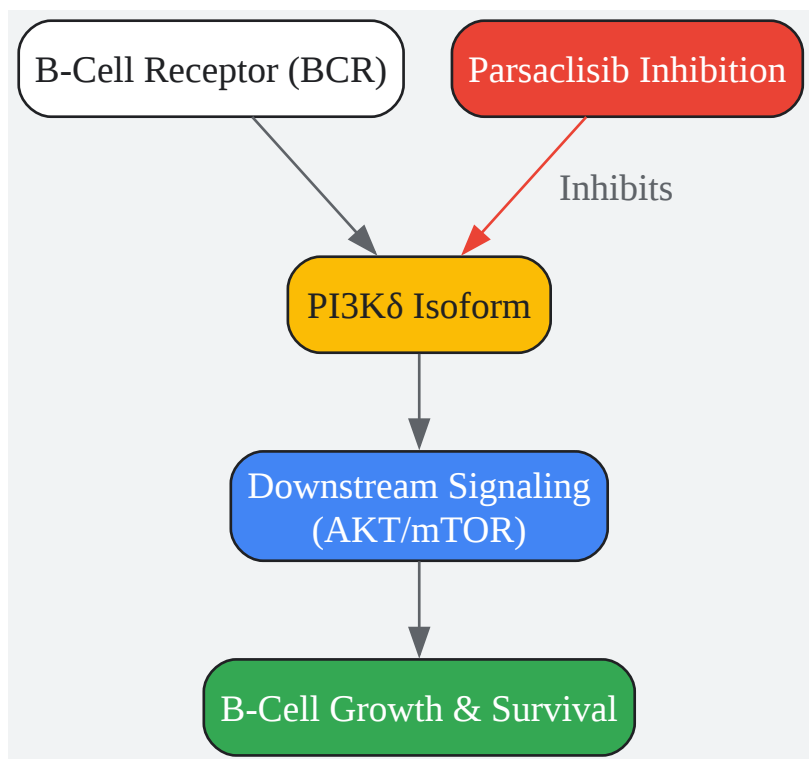 B-Cell Receptor (BCR)
Parsaclisib Inhibition
Inhibits
PI3Kδ Isoform
Downstream Signaling
(AKT/mTOR)
B-Cell Growth & Survival